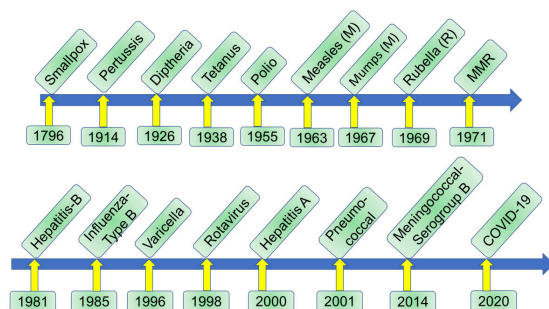 Smallpox
Pertussis
Diptheria
Tetanus
Polio
Measles (M)
Mumps (M)
Rubella (R)
MMR
1796
1914
1926
1938
1955
1963
1967
1969
1971
Hepatitis-B
Influenza-
Type B
Varicella
Rotavirus
Hepatitis A
Pneumo-
coccal
Meningococcal-
Serogroup B
COVID-19
1981
1985
1996
1998
2000
2001
2014
2020